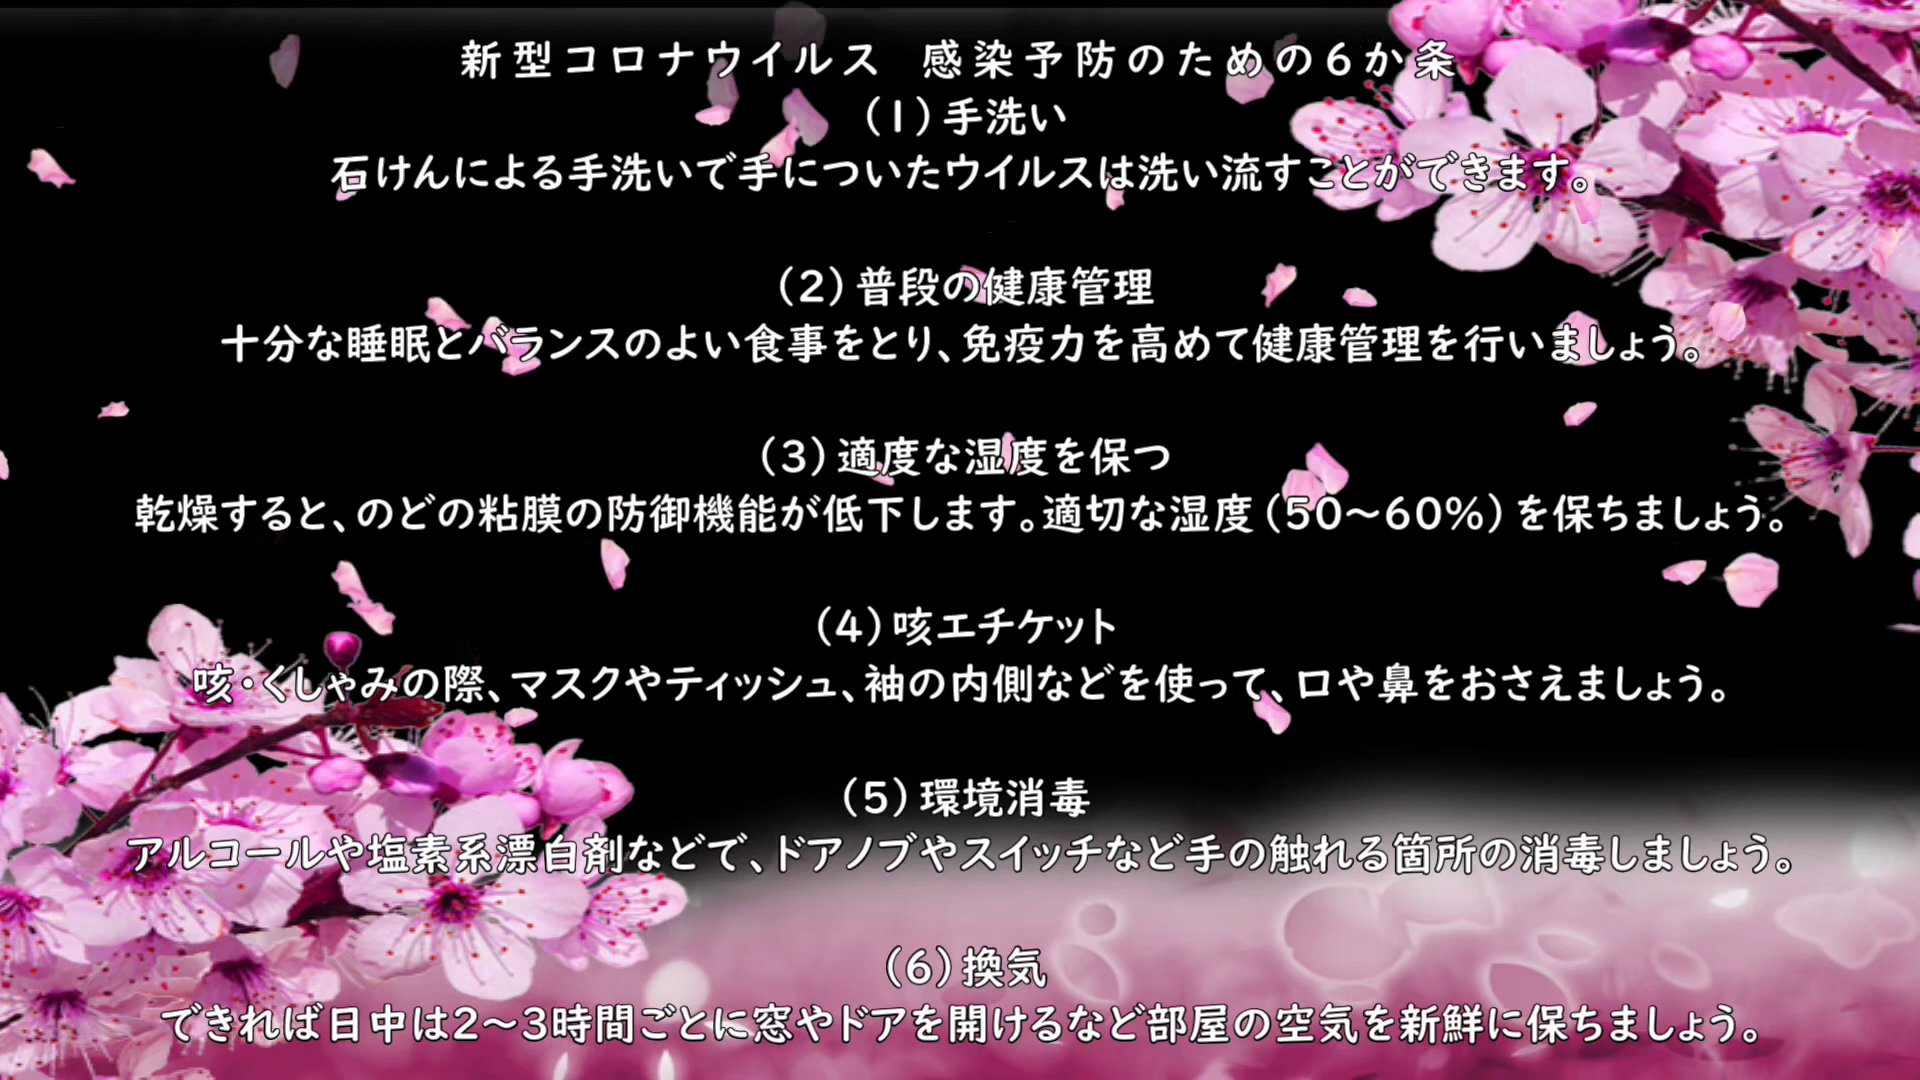 新型コロナウイルス　感染予防のための6か条
（1）手洗い
石けんによる手洗いで手についたウイルスは洗い流すことができます。
（2）普段の健康管理
十分な睡眠とバランスのよい食事をとり、免疫力を高めて健康管理を行いましょう。
（3）適度な湿度を保つ
乾燥すると、のどの粘膜の防御機能が低下します。適切な湿度（50～60%）を保ちましょう。
（4）咳エチケット
咳・くしゃみの際、マスクやティッシュ、袖の内側などを使って、口や鼻をおさえましょう。
（5）環境消毒
アルコールや塩素系漂白剤などで、ドアノブやスイッチなど手の触れる箇所の消毒しましょう。
（6）換気
できれば日中は2～3時間ごとに窓やドアを開けるなど部屋の空気を新鮮に保ちましょう。